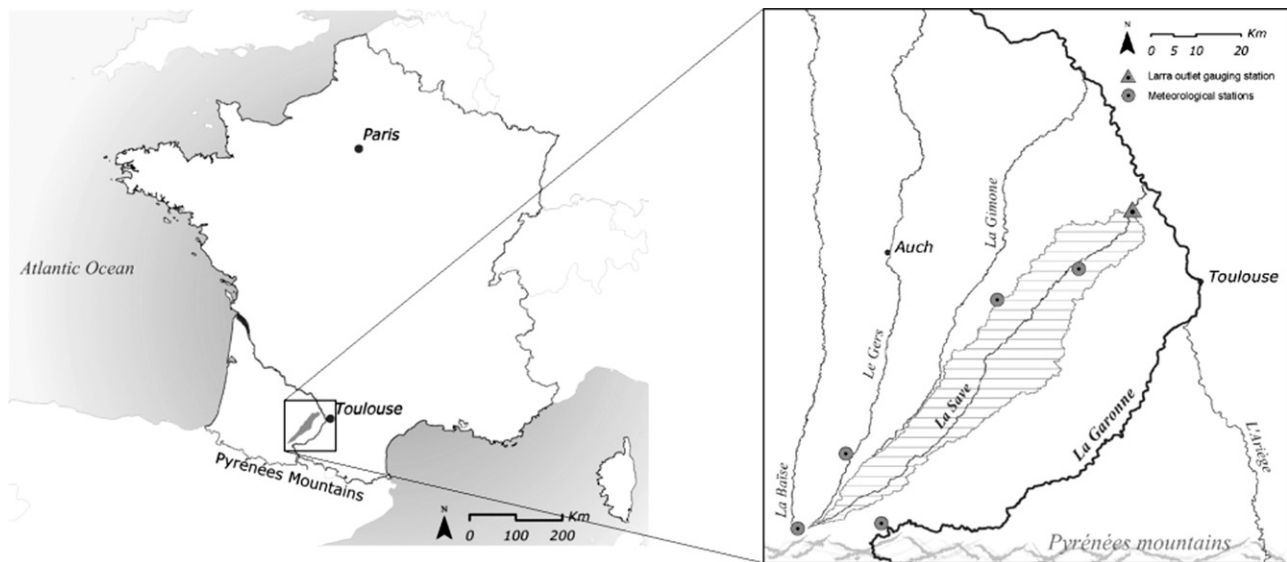 Paris
Atlantic Ocean
Toulouse
Pyrénées Mountains
N
Km
0 100 200
N
Km
0 5 10 20
Larra outlet gauging station
Meteorological stations
La Gimone
Auch
Toulouse
Le Gers
La Save
La Garonne
L'Ariège
La Baïse
Pyrénées mountains